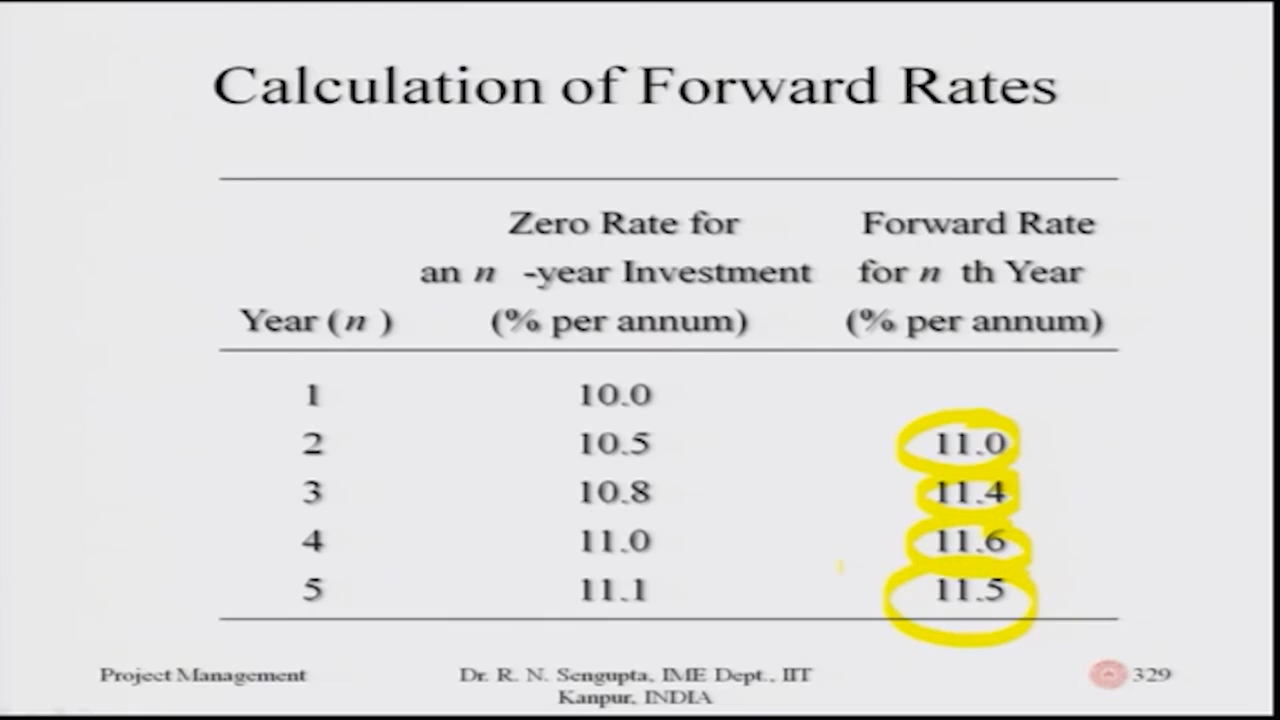 Calculation of Forward Rates
Zero Rate for Forward Rate
an n -year Investment for n th Year
Year (n ) (% per annum) (% per annum)
1 10.0
2 10.5 11.0
3 10.8 11.4
4 11.0 11.6
5 11.1 11.5
Project Management Dr. R. N. Sengupta, IME Dept., IIT 329
Kanpur, INDIA